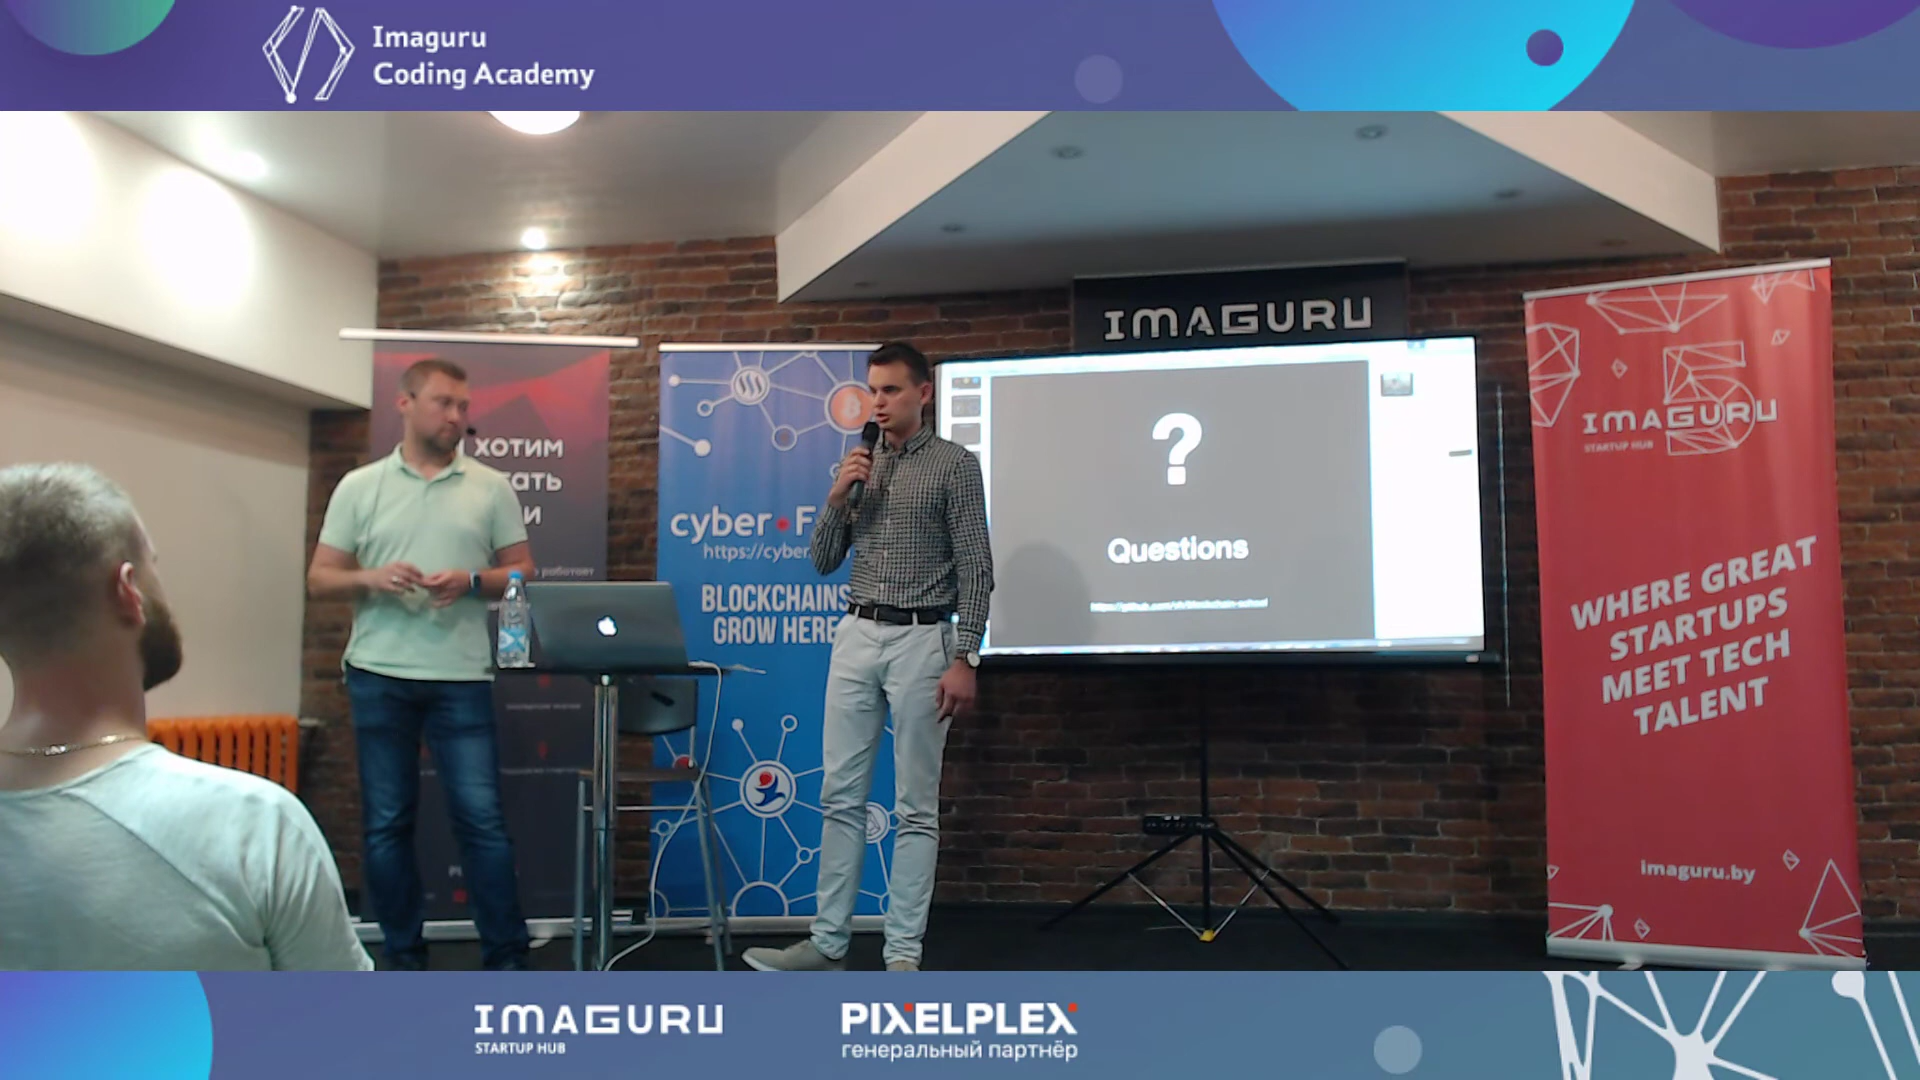 Imaguru
Coding Academy
IMAGURU
хотим
cyber•F
https://cyber.
BLOCKCHAINS
GROW HERE
?
Questions
IMAGURU
STARTUP HUB
5
WHERE GREAT
STARTUPS
MEET TECH
TALENT
imaguru.by
IMAGURU
STARTUP HUB
PIXELPLEX
генеральный партнёр